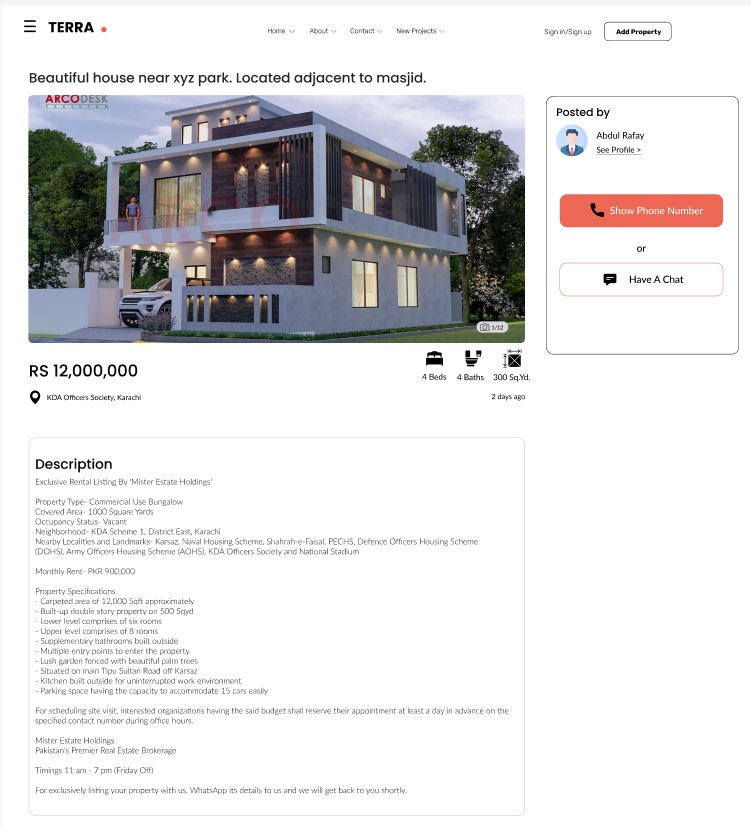 TERRA
Home
About
Contact
New Projects
Sign in/Sign up
Add Property
Beautiful house near xyz park. Located adjacent to masjid.
ARCODESK
1/12
Posted by
Abdul Rafay
See Profile >
Show Phone Number
or
Have A Chat
RS 12,000,000
4 Beds
4 Baths
300 Sq.Yd.
KDA Officers Society, Karachi
2 days ago
Description
Exclusive Rental Listing By 'Mister Estate Holdings'
Property Type- Commercial Use Bungalow
Covered Area- 1000 Square Yards
Occupancy Status- Vacant
Neighborhood- KDA Scheme 1, District East, Karachi
Nearby Localities and Landmarks- Karsaz, Naval Housing Scheme, Shahrah-e-Faisal, PECHS, Defence Officers Housing Scheme
(DOHS), Army Officers Housing Scheme (AOHS), KDA Officers Society and National Stadium
Monthly Rent- PKR 900,000
Property Specifications
- Carpeted area of 12,000 Sqft approximately
- Built-up double story property on 500 Sqyd
- Lower level comprises of six rooms
- Upper level comprises of 8 rooms
- Supplementary bathrooms built outside
- Multiple entry points to enter the property
- Lush garden fenced with beautiful palm trees
- Situated on main Tipu Sultan Road off Karsaz
- Kitchen built outside for uninterrupted work environment
- Parking space having the capacity to accommodate 15 cars easily
For scheduling site visit, interested organizations having the said budget shall reserve their appointment at least a day in advance on the
specified contact number during office hours.
Mister Estate Holdings
Pakistan's Premier Real Estate Brokerage
Timings 11 am - 7 pm (Friday Off)
For exclusively listing your property with us, WhatsApp its details to us and we will get back to you shortly.